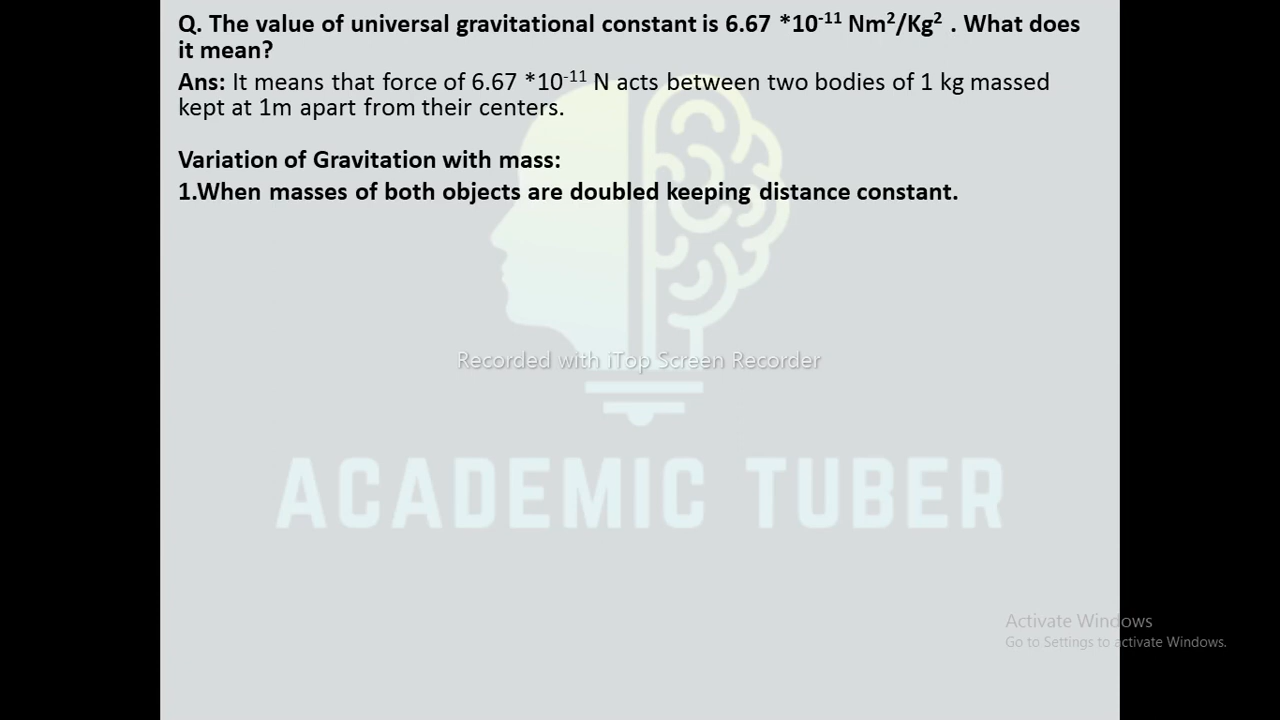 Q. The value of universal gravitational constant is 6.67 *10⁻¹¹ Nm²/Kg² . What does
it mean?
Ans: It means that force of 6.67 *10⁻¹¹ N acts between two bodies of 1 kg massed
kept at 1m apart from their centers.
Variation of Gravitation with mass:
1.When masses of both objects are doubled keeping distance constant.
Recorded with iTop Screen Recorder
ACADEMIC TUBER
Activate Windows
Go to Settings to activate Windows.